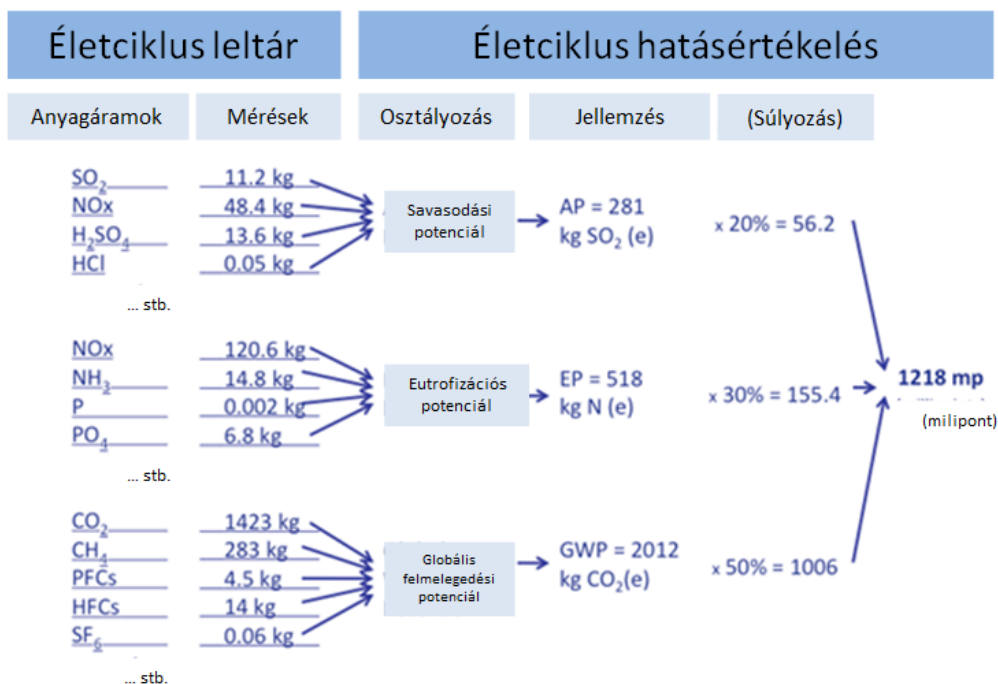 Életciklus leltár
Életciklus hatásértékelés
Anyagáramok
Mérések
Osztályozás
Jellemzés
(Súlyozás)
SO₂ 11.2 kg
NOx 48.4 kg
H₂SO₄ 13.6 kg
HCl 0.05 kg
... stb.
Savasodási
potenciál
AP = 281
kg SO₂ (e)
x 20% = 56.2
NOx 120.6 kg
NH₃ 14.8 kg
P 0.002 kg
PO₄ 6.8 kg
... stb.
Eutrofizációs
potenciál
EP = 518
kg N (e)
x 30% = 155.4
1218 mp
(milipont)
CO₂ 1423 kg
CH₄ 283 kg
PFCs 4.5 kg
HFCs 14 kg
SF₆ 0.06 kg
... stb.
Globális
felmelegedési
potenciál
GWP = 2012
kg CO₂(e)
x 50% = 1006